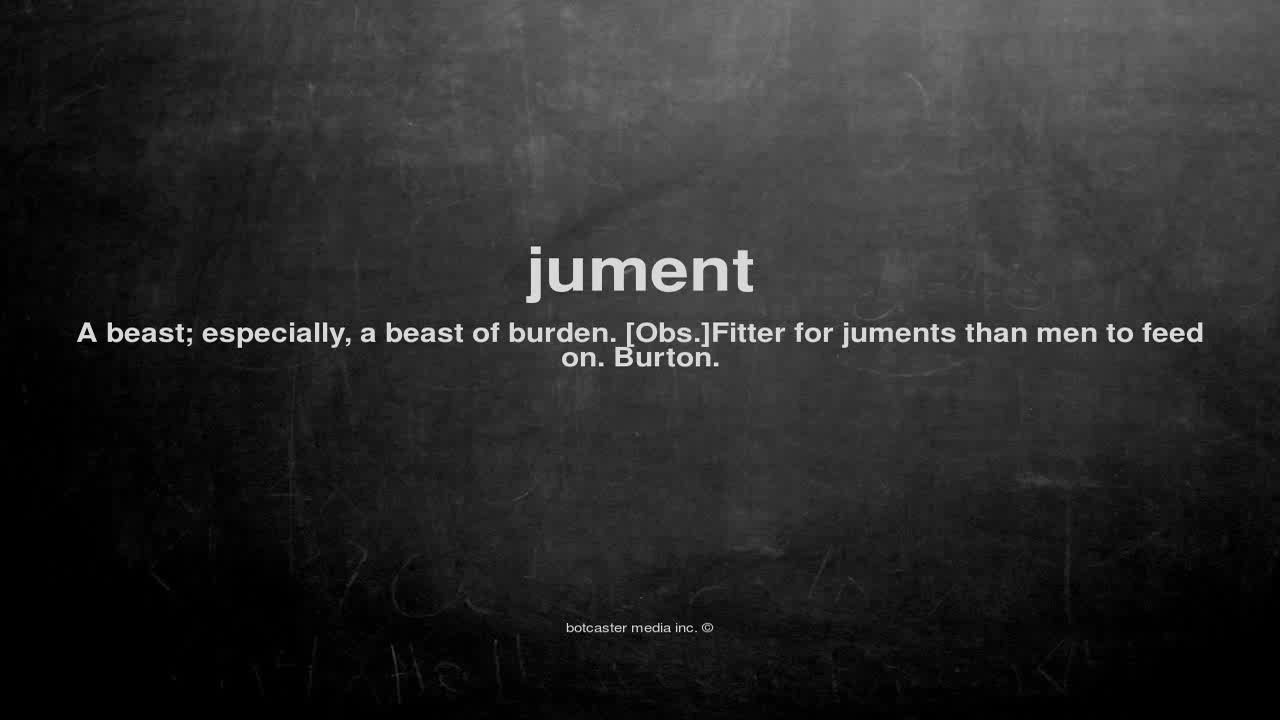 jument
A beast; especially, a beast of burden. [Obs.]Fitter for juments than men to feed
on. Burton.
botcaster media inc. ©